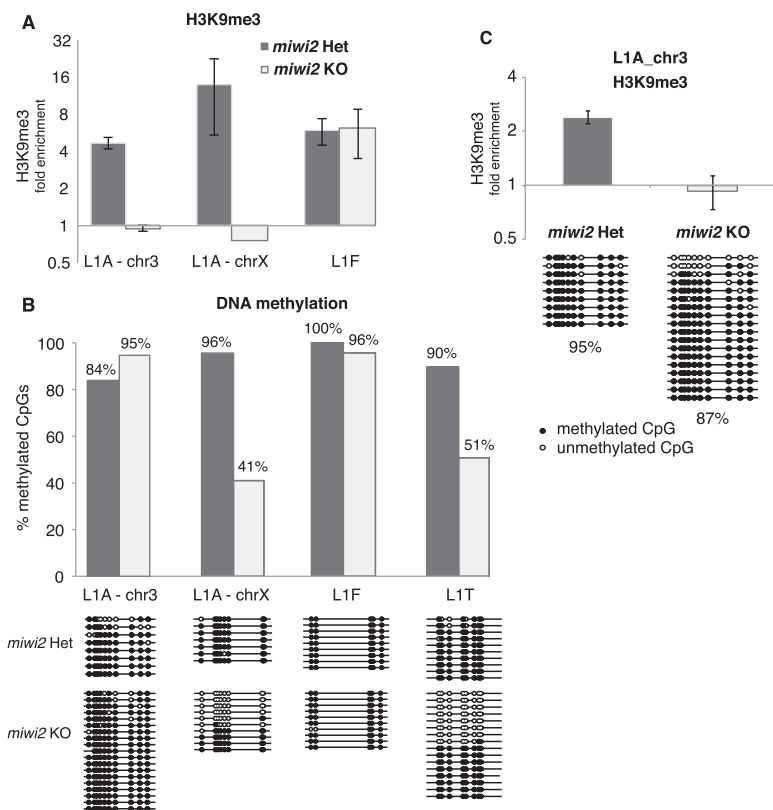 A
H3K9me3
H3K9me3
fold enrichment
32
16
8
4
2
1
0.5
miwi2 Het
miwi2 KO
L1A - chr3
L1A - chrX
L1F
B
DNA methylation
% methylated CpGs
100
80
60
40
20
0
84%
95%
96%
41%
100%
96%
90%
51%
L1A - chr3
L1A - chrX
L1F
L1T
miwi2 Het
miwi2 KO
C
L1A_chr3
H3K9me3
H3K9me3
fold enrichment
4
2
1
0.5
miwi2 Het
miwi2 KO
95%
87%
methylated CpG
unmethylated CpG